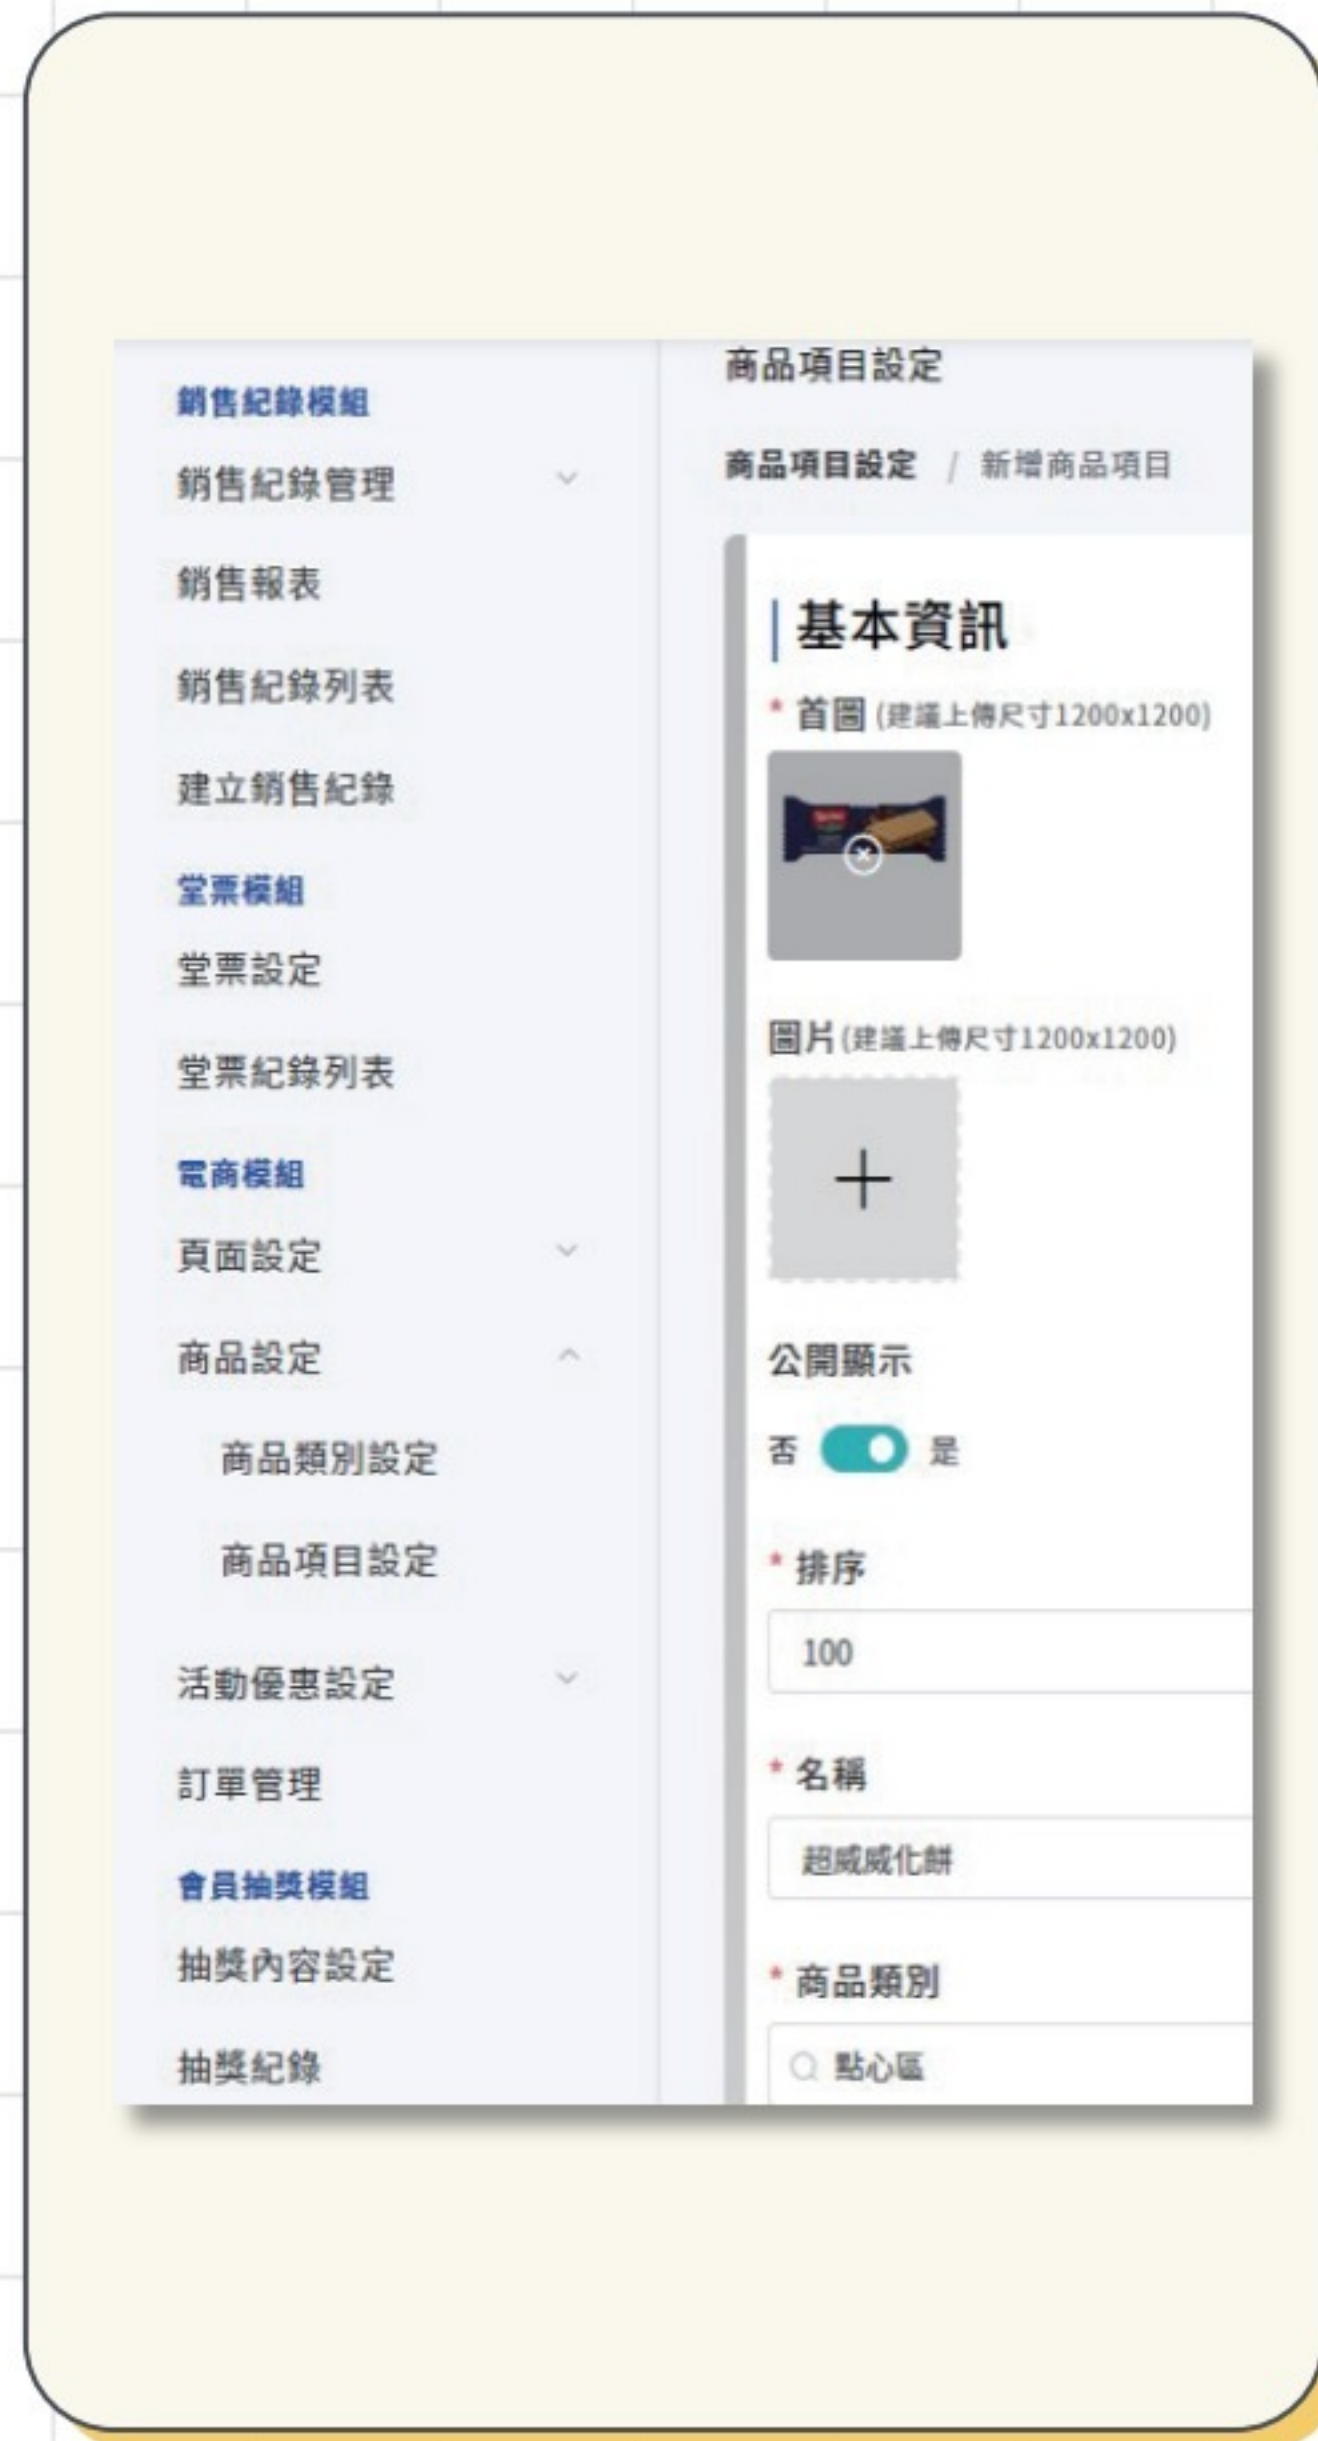 銷售紀錄模組
銷售紀錄管理
銷售報表
銷售紀錄列表
建立銷售紀錄
堂票模組
堂票設定
堂票紀錄列表
電商模組
頁面設定
商品設定
商品類別設定
商品項目設定
活動優惠設定
訂單管理
會員抽獎模組
抽獎內容設定
抽獎紀錄
商品項目設定
商品項目設定 / 新增商品項目
基本資訊
* 首圖 (建議上傳尺寸1200x1200)
圖片(建議上傳尺寸1200x1200)
公開顯示
否 是
* 排序
100
* 名稱
超威威化餅
* 商品類別
點心區